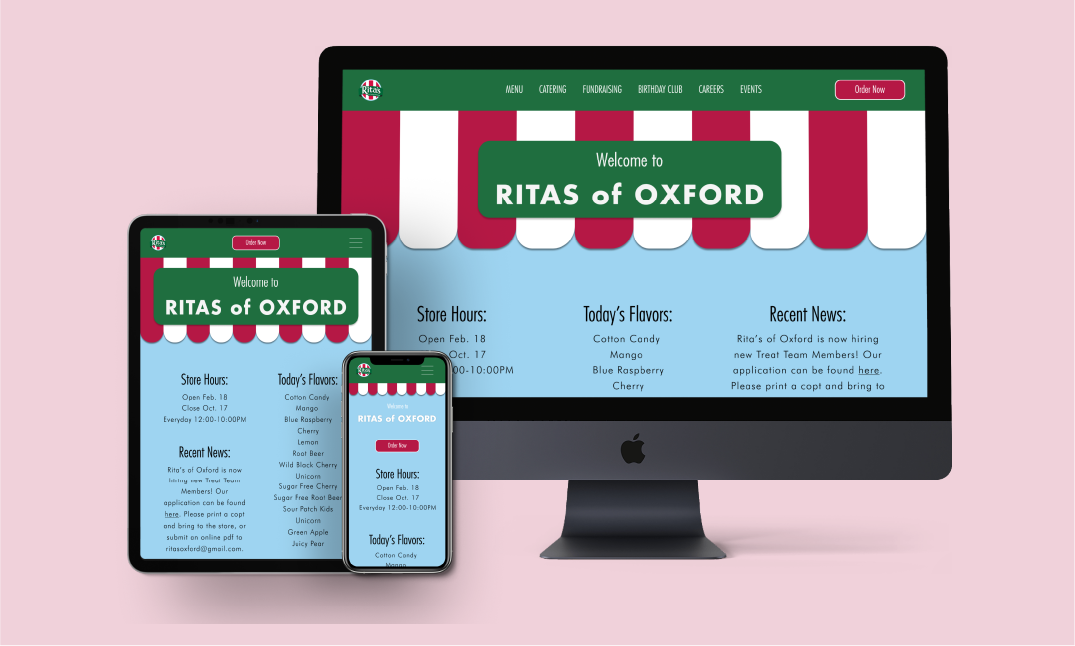 Rita's
MENU CATERING FUNDRAISING BIRTHDAY CLUB CAREERS EVENTS
Order Now
Welcome to
RITAS of OXFORD
Store Hours:
Open Feb. 18
Oct. 17
00-10:00PM
Today's Flavors:
Cotton Candy
Mango
Blue Raspberry
Cherry
Recent News:
Rita's of Oxford is now hiring
new Treat Team Members! Our
application can be found here.
Please print a copt and bring to
Rita's
Order Now
Welcome to
RITAS of OXFORD
Store Hours:
Open Feb. 18
Close Oct. 17
Everyday 12:00-10:00PM
Recent News:
Rita's of Oxford is now
hiring new Treat Team
Members! Our
application can be found
here. Please print a copt
and bring to the store, or
submit an online pdf to
ritasoxford@gmail.com.
Today's Flavors:
Cotton Candy
Mango
Blue Raspberry
Cherry
Lemon
Root Beer
Wild Black Cherry
Unicorn
Sugar Free Cherry
Sugar Free Root Beer
Sour Patch Kids
Unicorn
Green Apple
Juicy Pear
Rita's
Welcome to
RITAS of OXFORD
Order Now
Store Hours:
Open Feb. 18
Close Oct. 17
Everyday 12:00-10:00PM
Today's Flavors:
Cotton Candy
Mango